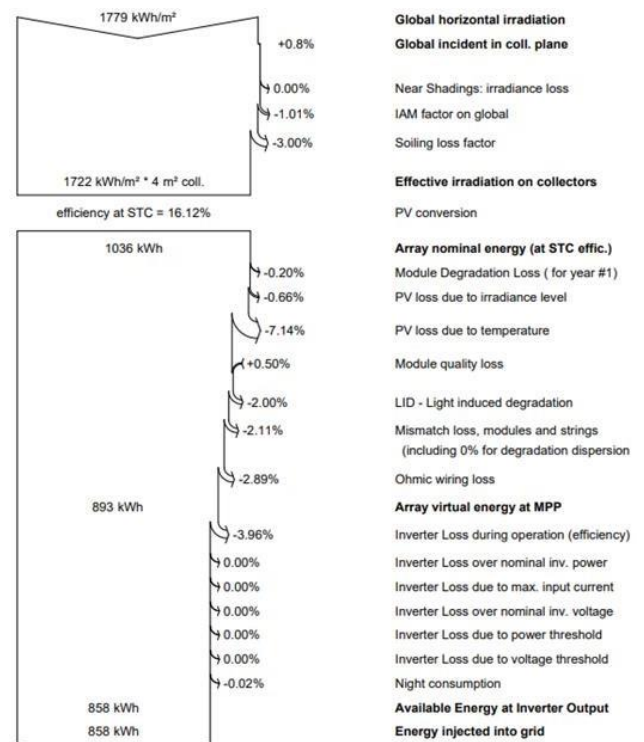 1779 kWh/m² Global horizontal irradiation
+0.8% Global incident in coll. plane
0.00% Near Shadings: irradiance loss
-1.01% IAM factor on global
-3.00% Soiling loss factor
1722 kWh/m² * 4 m² coll. Effective irradiation on collectors
efficiency at STC = 16.12% PV conversion
1036 kWh Array nominal energy (at STC effic.)
-0.20% Module Degradation Loss ( for year #1)
-0.66% PV loss due to irradiance level
-7.14% PV loss due to temperature
+0.50% Module quality loss
-2.00% LID - Light induced degradation
-2.11% Mismatch loss, modules and strings
(including 0% for degradation dispersion
-2.89% Ohmic wiring loss
893 kWh Array virtual energy at MPP
-3.96% Inverter Loss during operation (efficiency)
0.00% Inverter Loss over nominal inv. power
0.00% Inverter Loss due to max. input current
0.00% Inverter Loss over nominal inv. voltage
0.00% Inverter Loss due to power threshold
0.00% Inverter Loss due to voltage threshold
-0.02% Night consumption
858 kWh Available Energy at Inverter Output
858 kWh Energy injected into grid